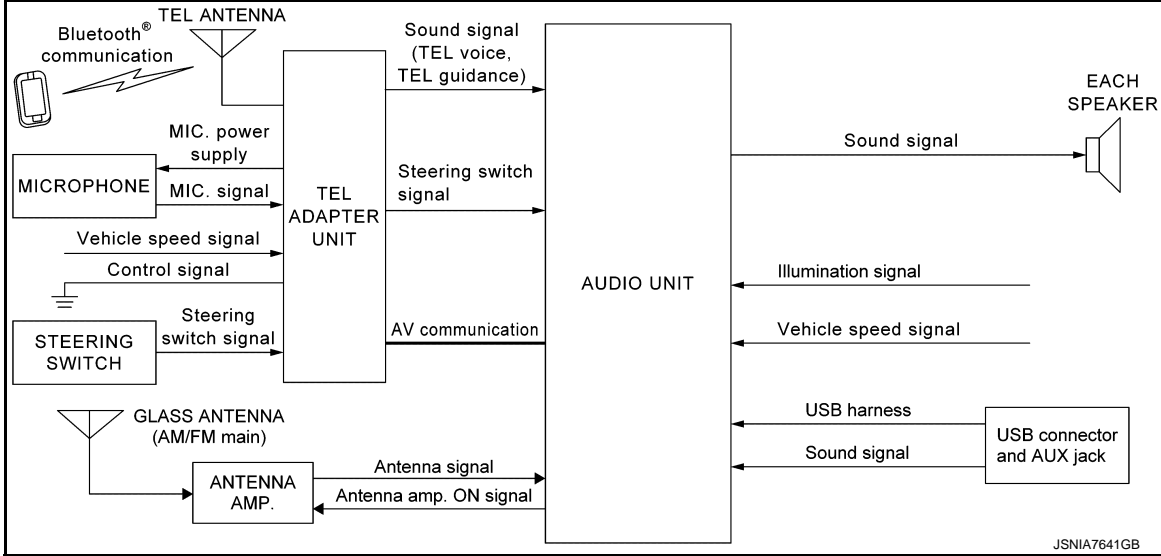 TEL ANTENNA
Bluetooth®
communication
Sound signal
(TEL voice,
TEL guidance)
EACH
SPEAKER
MIC. power
supply
Sound signal
MICROPHONE
MIC. signal
TEL
ADAPTER
UNIT
Steering switch
signal
Vehicle speed signal
Control signal
AUDIO UNIT
Illumination signal
Steering
switch signal
STEERING
SWITCH
AV communication
Vehicle speed signal
GLASS ANTENNA
(AM/FM main)
USB harness
USB connector
and AUX jack
Sound signal
Antenna signal
ANTENNA
AMP.
Antenna amp. ON signal
JSNIA7641GB